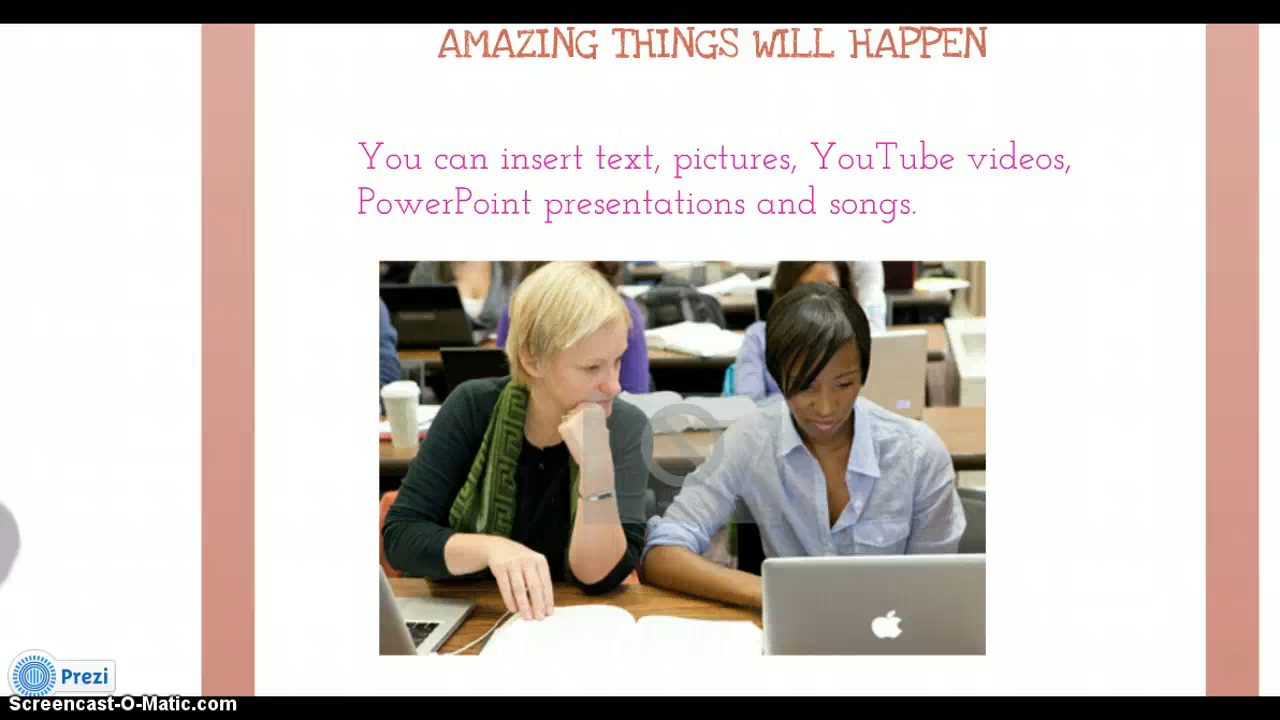 AMAZING THINGS WILL HAPPEN
You can insert text, pictures, YouTube videos,
PowerPoint presentations and songs.
Prezi
Screencast-O-Matic.com